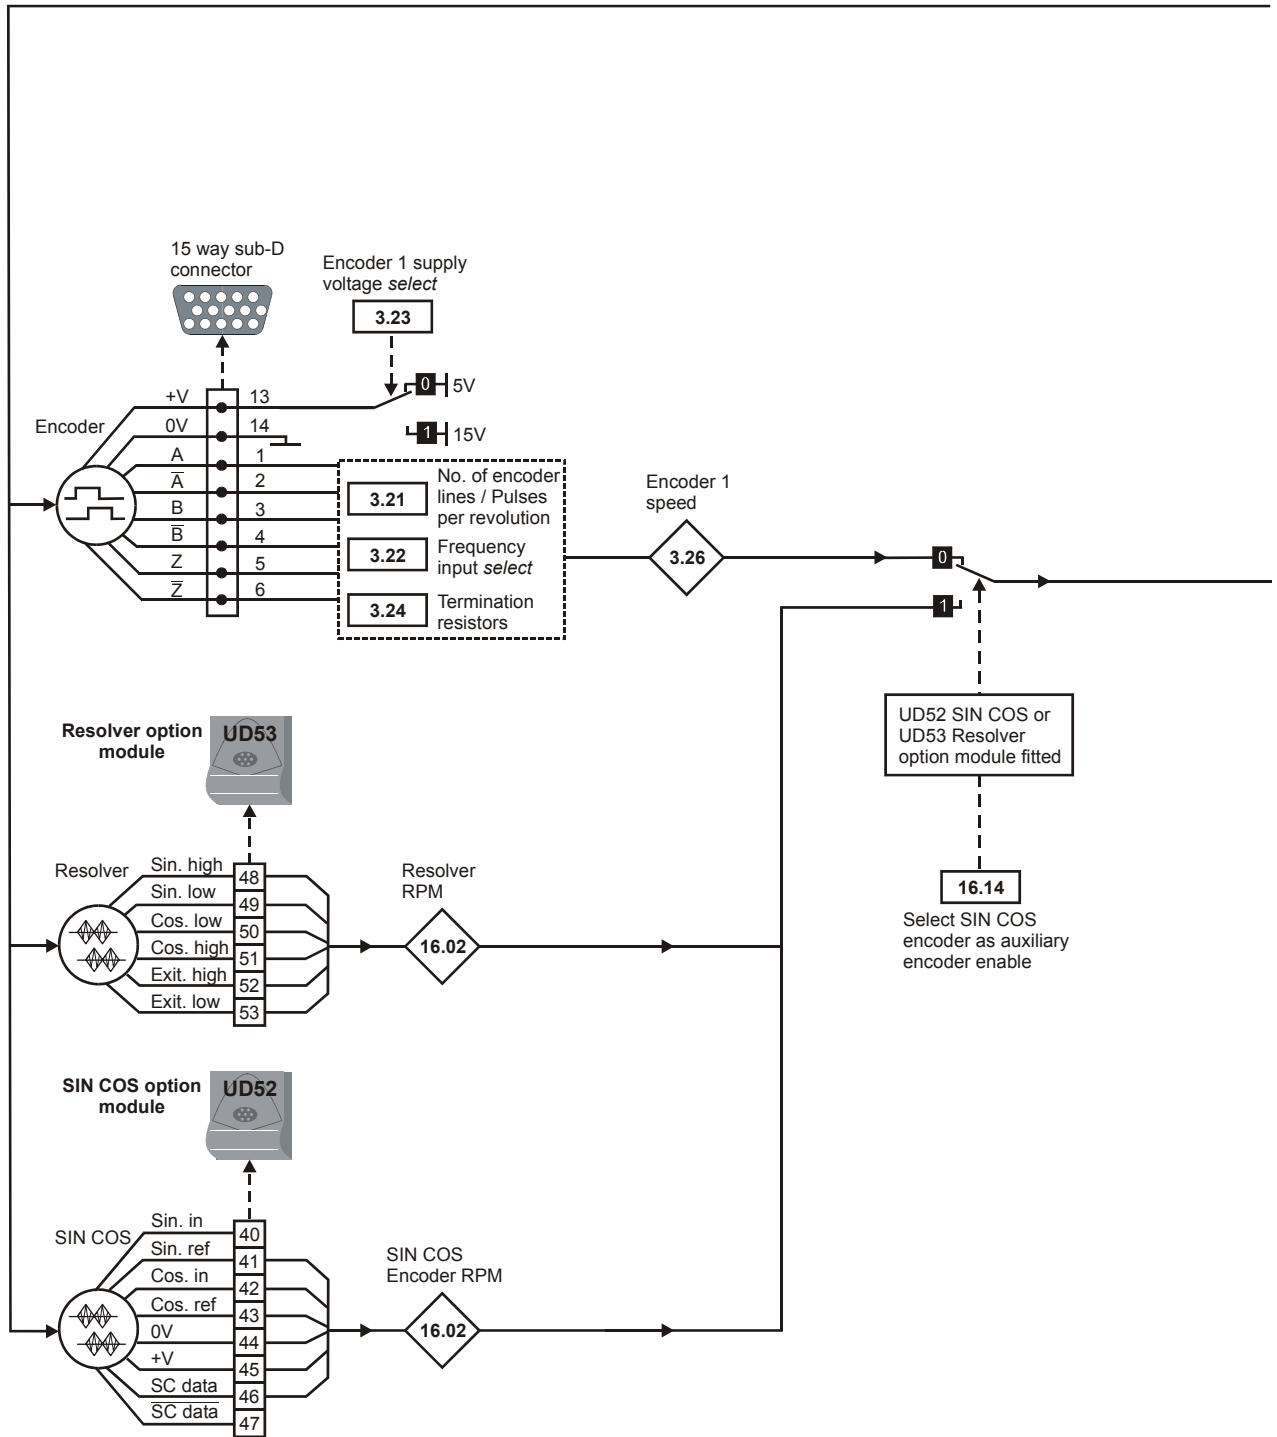 15 way sub-D
connector
Encoder 1 supply
voltage select
3.23
0
5V
1
15V
Encoder
+V
13
0V
14
A
1
A̅
2
B
3
B̅
4
Z
5
Z̅
6
3.21
No. of encoder
lines / Pulses
per revolution
3.22
Frequency
input select
3.24
Termination
resistors
Encoder 1
speed
3.26
0
1
UD52 SIN COS or
UD53 Resolver
option module fitted
16.14
Select SIN COS
encoder as auxiliary
encoder enable
Resolver option
module
UD53
Resolver
Sin. high
48
Sin. low
49
Cos. low
50
Cos. high
51
Exit. high
52
Exit. low
53
Resolver
RPM
16.02
SIN COS option
module
UD52
SIN COS
Sin. in
40
Sin. ref
41
Cos. in
42
Cos. ref
43
0V
44
+V
45
SC data
46
S̅C̅ d̅a̅t̅a̅
47
SIN COS
Encoder RPM
16.02